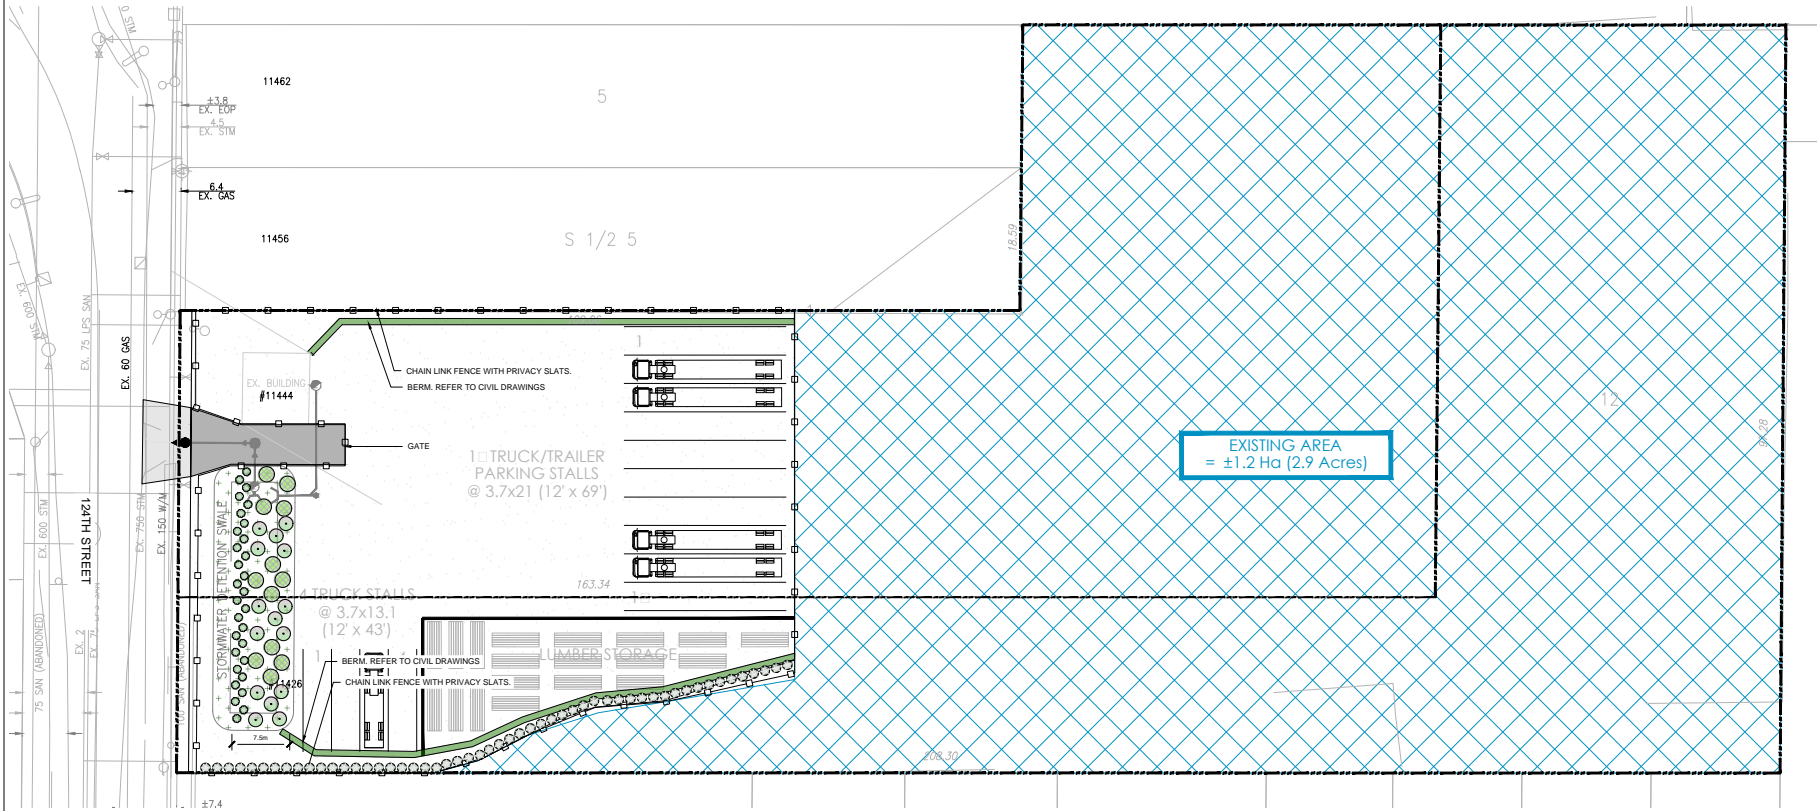 11462
5
±3.8
EX. EOP
4.5
EX. STM
6.4
EX. GAS
11456
S 1/2 5
18.59
EX. 600 STM
EX. 75 LPS SAN
EX. 60 GAS
CHAIN LINK FENCE WITH PRIVACY SLATS.
BERM. REFER TO CIVIL DRAWINGS
EX. BUILDING
#11444
GATE
TRUCK/TRAILER
PARKING STALLS
@ 3.7x21 (12' x 69')
EXISTING AREA
= ±1.2 Ha (2.9 Acres)
12
124TH STREET
EX. 600 STM
EX. 750 STM
EX. 150 W/M
STORMWATER DETENTION SWALE
163.34
4 TRUCK STALLS
@ 3.7x13.1
(12' x 43')
LUMBER STORAGE
BERM. REFER TO CIVIL DRAWINGS
CHAIN LINK FENCE WITH PRIVACY SLATS.
75 SAN (ABANDONED)
EX. 2
7.5m
208.30
±7.4